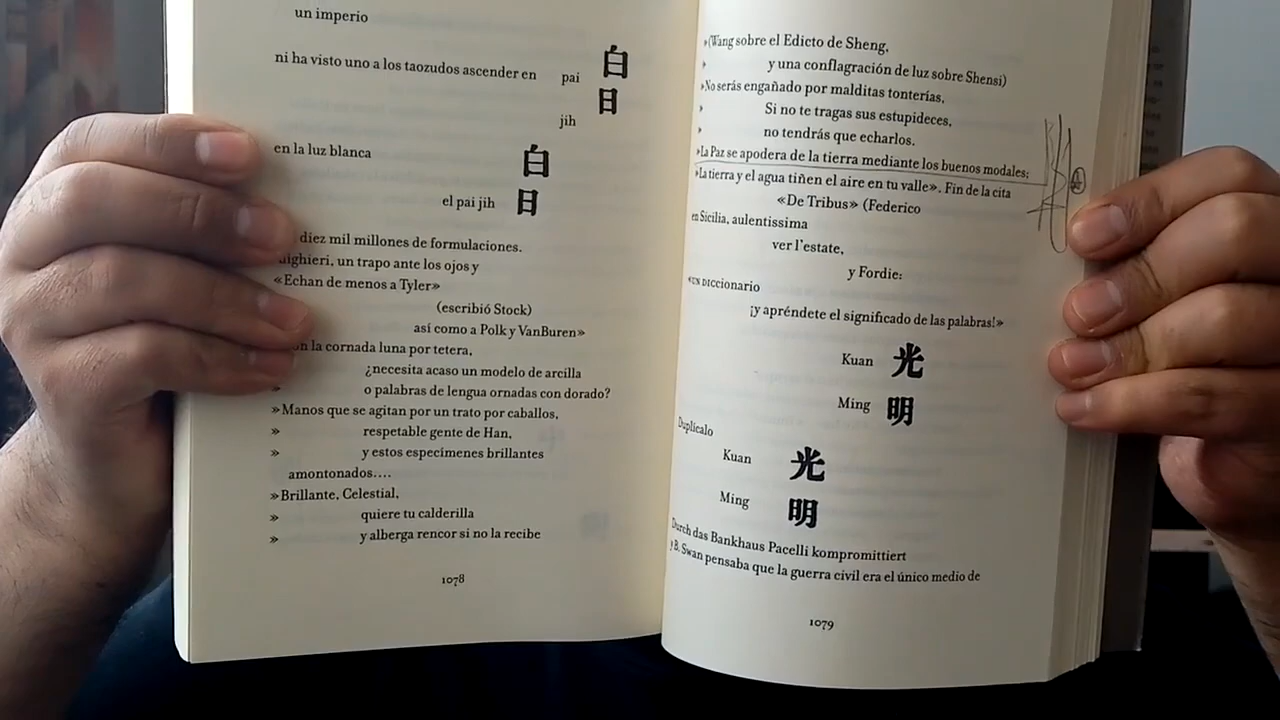 un imperio
ni ha visto uno a los taozudos ascender en pai 白
日
jih
en la luz blanca 白
el pai jih 日
diez mil millones de formulaciones.
un trapo ante los ojos y
«Echan de menos a Tyler»
(escribió Stock)
así como a Polk y VanBuren»
la cornada luna por tetera,
¿necesita acaso un modelo de arcilla
» o palabras de lengua ornadas con dorado?
» Manos que se agitan por un trato por caballos,
» respetable gente de Han,
» y estos especímenes brillantes
amontonados....
» Brillante, Celestial,
» quiere tu calderilla
» y alberga rencor si no la recibe
1078
»(Wang sobre el Edicto de Sheng,
» y una conflagración de luz sobre Shensi)
»No serás engañado por malditas tonterías,
» Si no te tragas sus estupideces,
» no tendrás que echarlos.
»La Paz se apodera de la tierra mediante los buenos modales;
»La tierra y el agua tiñen el aire en tu valle». Fin de la cita
«De Tribus» (Federico
en Sicilia, aulentissima
ver l'estate,
y Fordie:
«UN DICCIONARIO
¡y apréndete el significado de las palabras!»
Kuan 光
Ming 明
Duplícalo
Kuan 光
Ming 明
Durch das Bankhaus Pacelli kompromittiert
y B. Swan pensaba que la guerra civil era el único medio de
1079